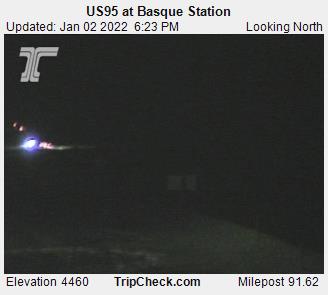 US95 at Basque Station
Updated: Jan 02 2022 6:23 PM Looking North
Elevation 4460 TripCheck.com Milepost 91.62